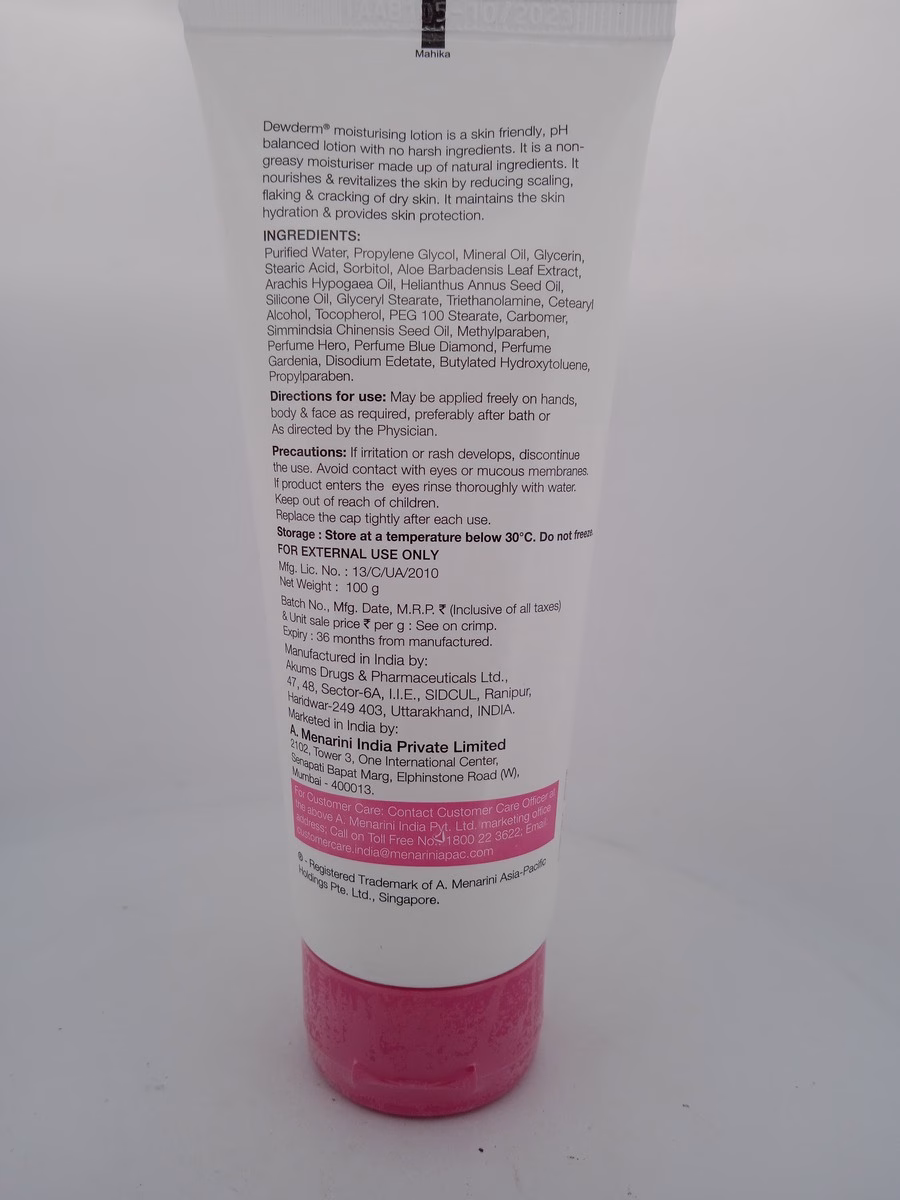 Mahika
Dewderm® moisturising lotion is a skin friendly, pH
balanced lotion with no harsh ingredients. It is a non-
greasy moisturiser made up of natural ingredients. It
nourishes & revitalizes the skin by reducing scaling,
flaking & cracking of dry skin. It maintains the skin
hydration & provides skin protection.
INGREDIENTS:
Purified Water, Propylene Glycol, Mineral Oil, Glycerin,
Stearic Acid, Sorbitol, Aloe Barbadensis Leaf Extract,
Arachis Hypogaea Oil, Helianthus Annus Seed Oil,
Silicone Oil, Glyceryl Stearate, Triethanolamine, Cetearyl
Alcohol, Tocopherol, PEG 100 Stearate, Carbomer,
Simmindsia Chinensis Seed Oil, Methylparaben,
Perfume Hero, Perfume Blue Diamond, Perfume
Gardenia, Disodium Edetate, Butylated Hydroxytoluene,
Propylparaben.
Directions for use: May be applied freely on hands,
body & face as required, preferably after bath or
As directed by the Physician.
Precautions: If irritation or rash develops, discontinue
the use. Avoid contact with eyes or mucous membranes.
If product enters the eyes rinse thoroughly with water.
Keep out of reach of children.
Replace the cap tightly after each use.
Storage : Store at a temperature below 30°C. Do not freeze.
FOR EXTERNAL USE ONLY
Mfg. Lic. No. : 13/C/UA/2010
Net Weight : 100 g
Batch No., Mfg. Date, M.R.P. ₹ (Inclusive of all taxes)
& Unit sale price ₹ per g : See on crimp.
Expiry : 36 months from manufactured.
Manufactured in India by:
Akums Drugs & Pharmaceuticals Ltd.,
47, 48, Sector-6A, I.I.E., SIDCUL, Ranipur,
Haridwar-249 403, Uttarakhand, INDIA.
Marketed in India by:
A. Menarini India Private Limited
2102, Tower 3, One International Center,
Senapati Bapat Marg, Elphinstone Road (W),
Mumbai - 400013.
For Customer Care: Contact Customer Care Officer at
the above A. Menarini India Pvt. Ltd. marketing office
address; Call on Toll Free No.: 1800 22 3622; Email:
customercare.india@menariniapac.com
® - Registered Trademark of A. Menarini Asia-Pacific
Holdings Pte. Ltd., Singapore.